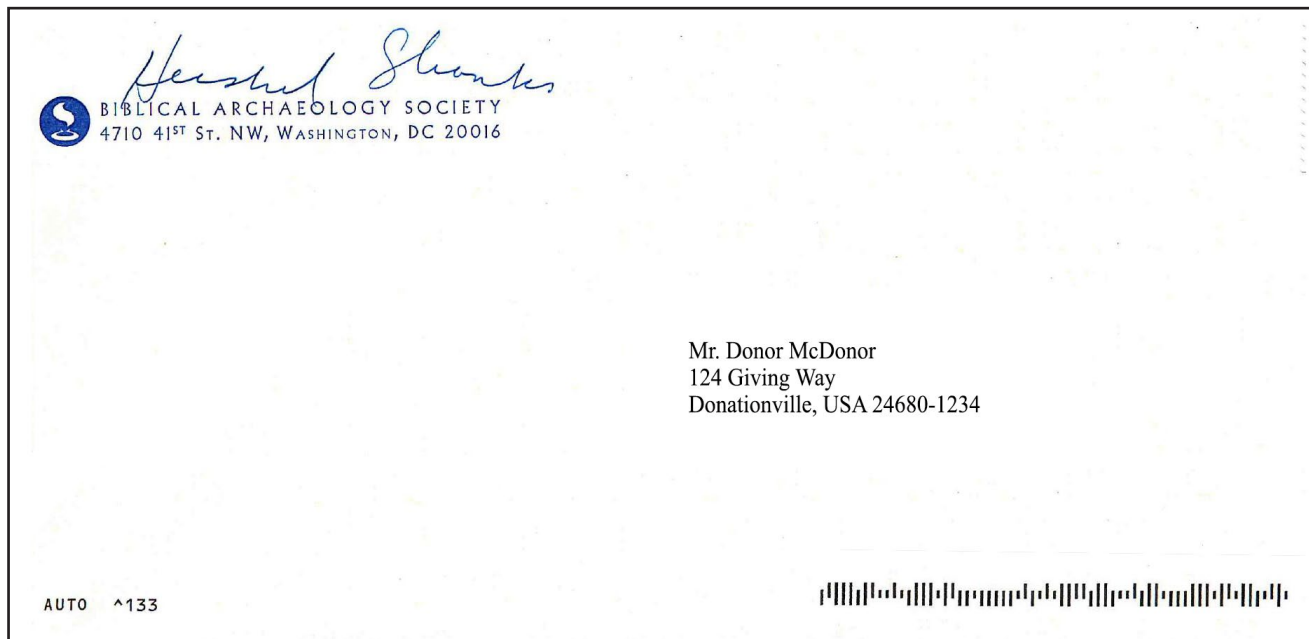 Hershel Shanks
BIBLICAL ARCHAEOLOGY SOCIETY
4710 41ST ST. NW, WASHINGTON, DC 20016
Mr. Donor McDonor
124 Giving Way
Donationville, USA 24680-1234
AUTO ^133